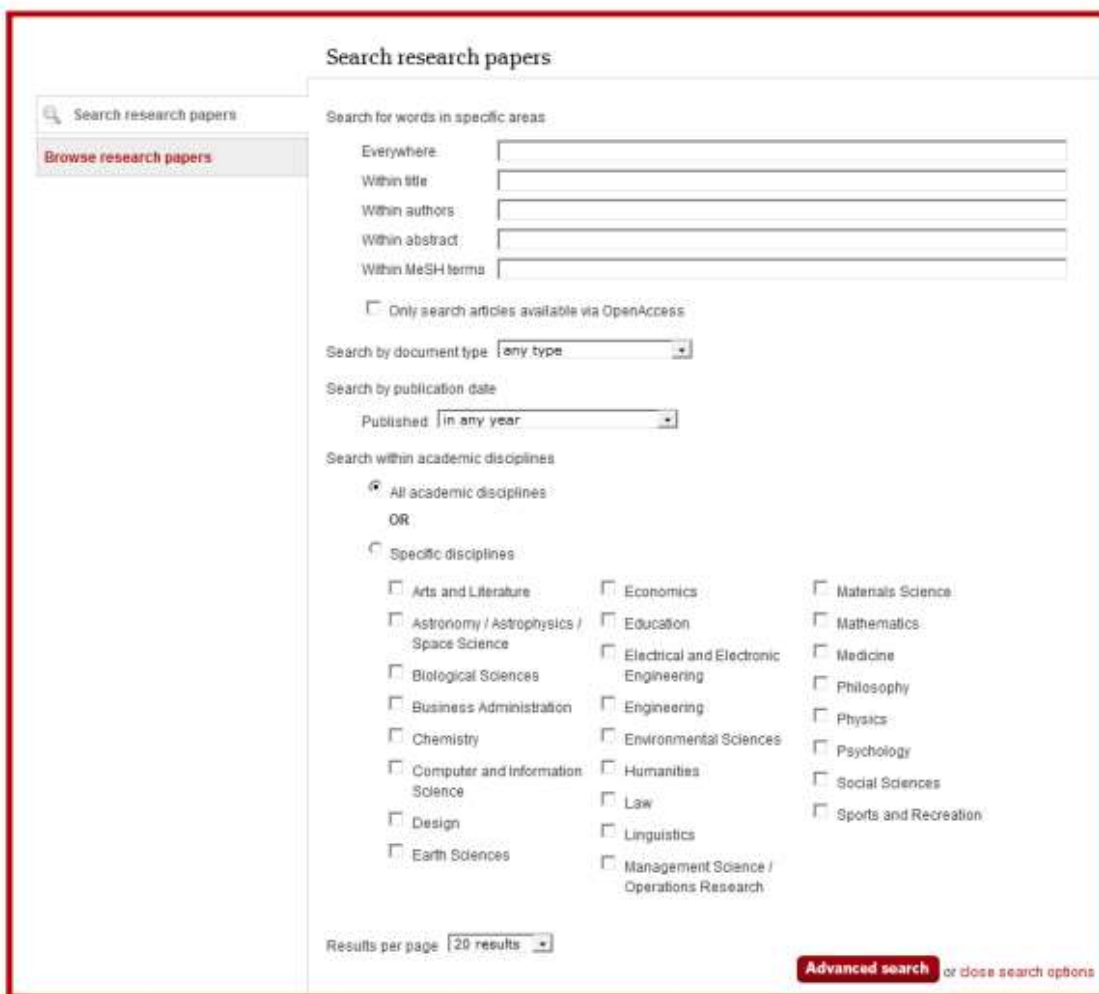 Search research papers
Search research papers
Browse research papers
Search for words in specific areas
Everywhere
Within title
Within authors
Within abstract
Within MeSH terms
Only search articles available via OpenAccess
Search by document type any type
Search by publication date
Published in any year
Search within academic disciplines
All academic disciplines
OR
Specific disciplines
Arts and Literature
Astronomy / Astrophysics /
Space Science
Biological Sciences
Business Administration
Chemistry
Computer and Information
Science
Design
Earth Sciences
Economics
Education
Electrical and Electronic
Engineering
Engineering
Environmental Sciences
Humanities
Law
Linguistics
Management Science /
Operations Research
Materials Science
Mathematics
Medicine
Philosophy
Physics
Psychology
Social Sciences
Sports and Recreation
Results per page 20 results
Advanced search or close search options